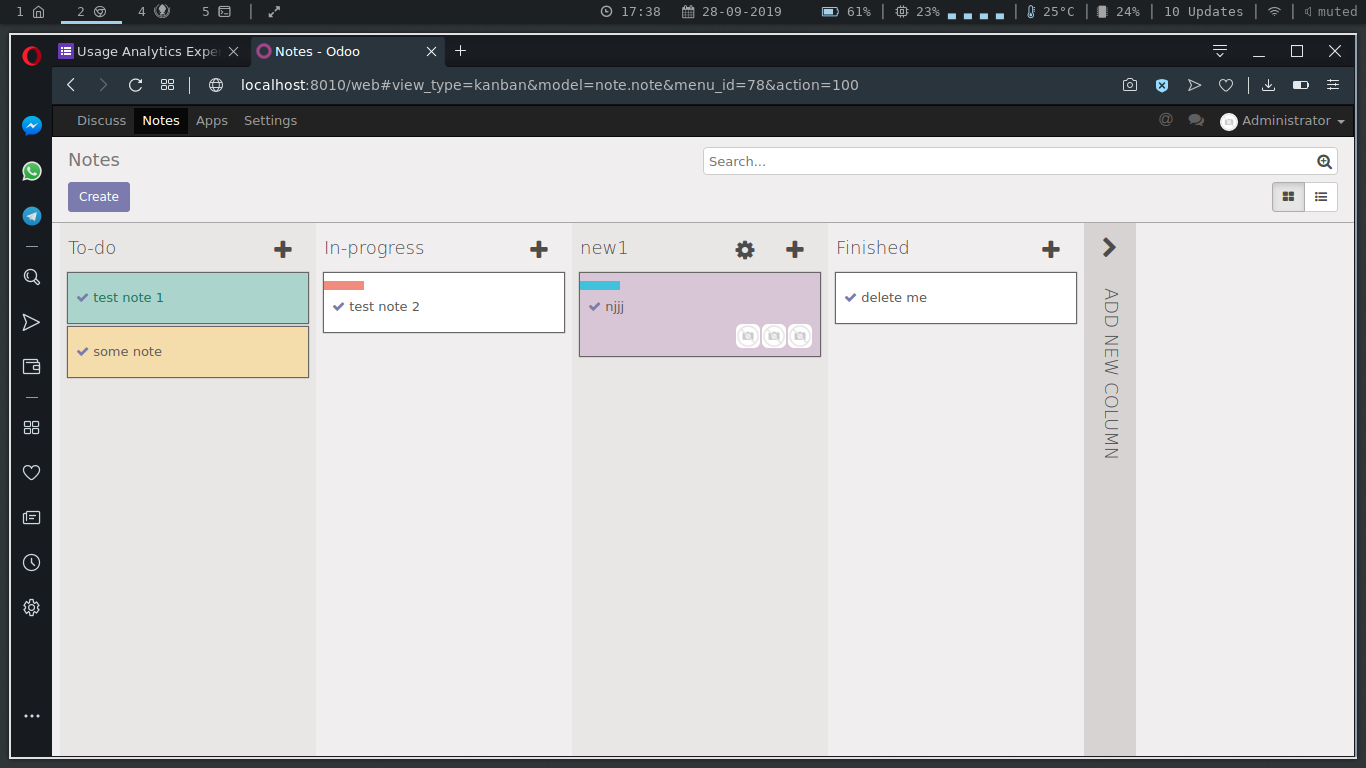 1 2 4 5 17:38 28-09-2019 61% 23% 25°C 24% 10 Updates muted
Usage Analytics Expe Notes - Odoo
localhost:8010/web#view_type=kanban&model=note.note&menu_id=78&action=100
Discuss Notes Apps Settings @ Administrator
Notes Search...
Create
To-do In-progress new1 Finished
test note 1 test note 2 njjj delete me
some note
ADD NEW COLUMN